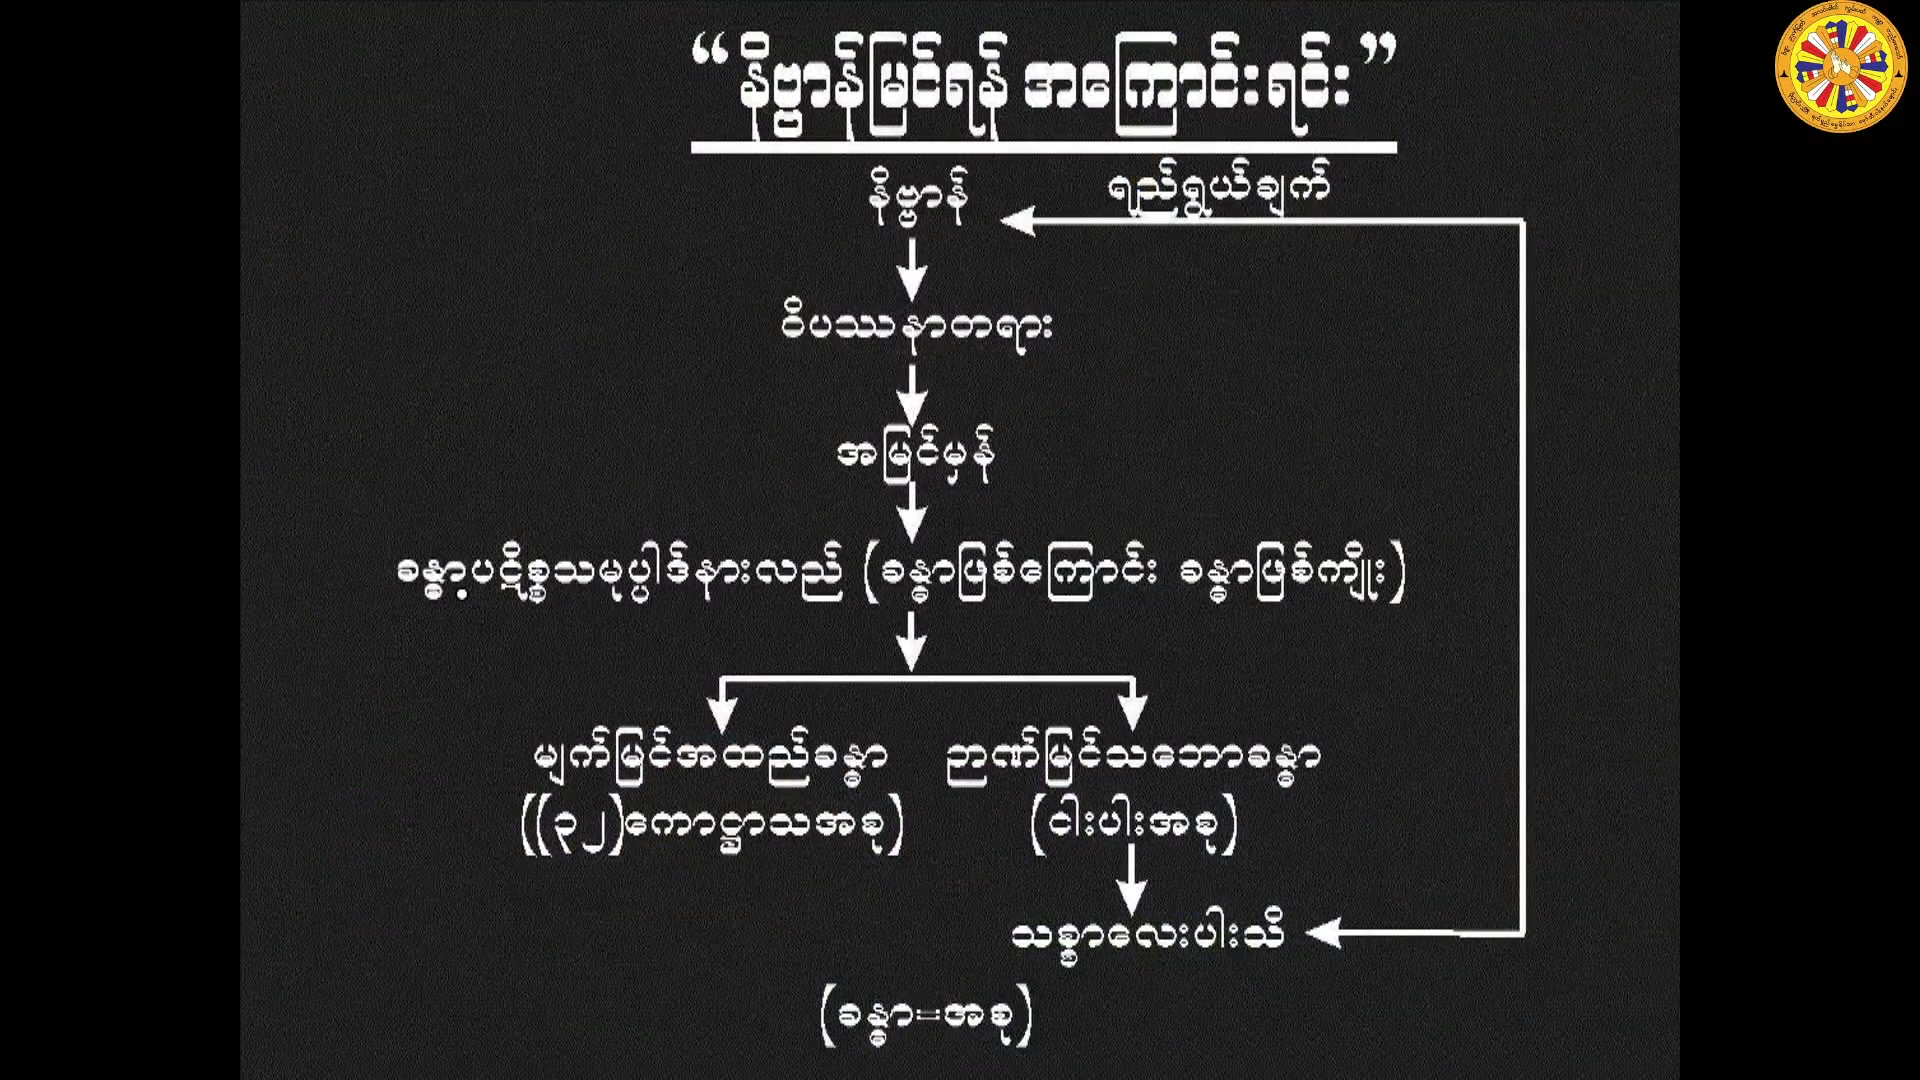 “နိဗ္ဗာန်မြင်ရန် အကြောင်းရင်း”
နိဗ္ဗာန်
ရည်ရွယ်ချက်
ဝိပဿနာတရား
အမြင်မှန်
ခန္ဓာ့ပဋိစ္စသမုပ္ပါဒ်နားလည် (ခန္ဓာဖြစ်ကြောင်း ခန္ဓာဖြစ်ကျိုး)
မျက်မြင်အထည်ခန္ဓာ
ဉာဏ်မြင်သဘောခန္ဓာ
((၃၂)ကောဋ္ဌာသအစု)
(ငါးပါးအစု)
သစ္စာလေးပါးသိ
(ခန္ဓာ=အစု)